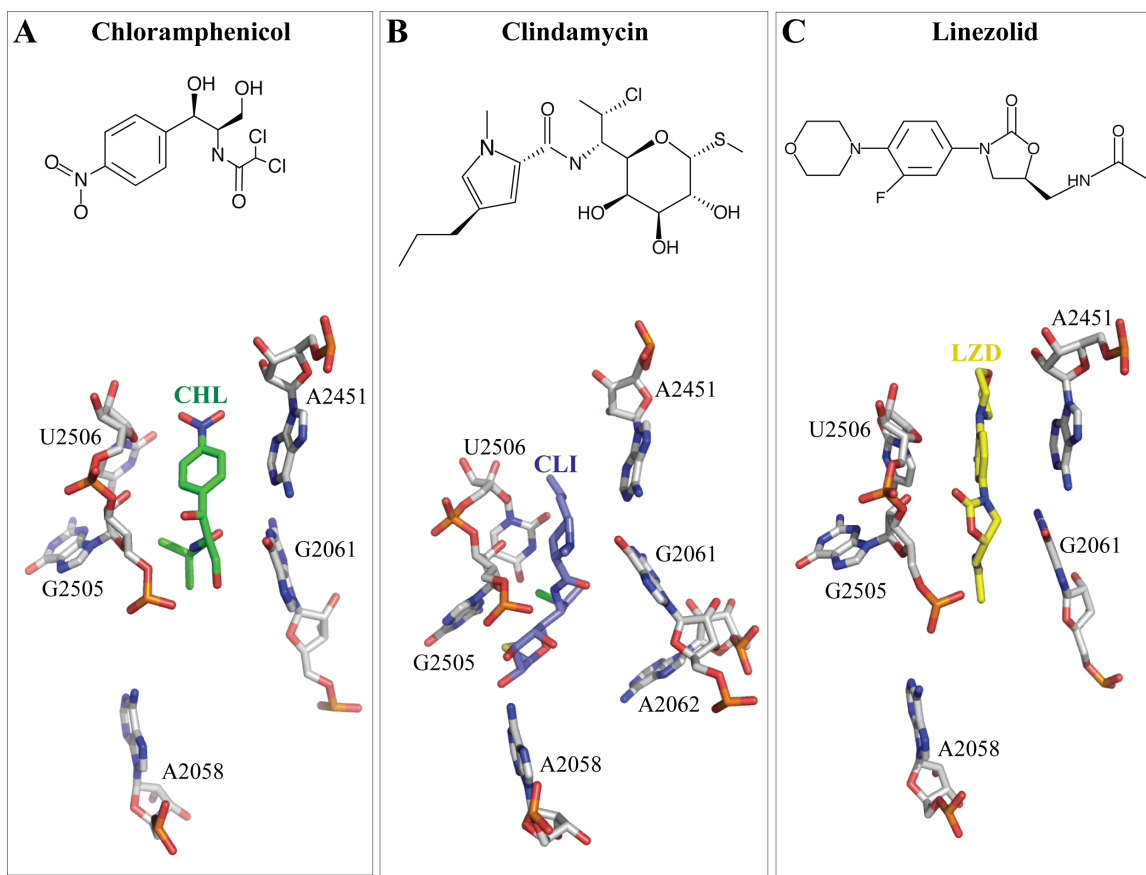 A Chloramphenicol
OH
OH
Cl
N
H
Cl
O
O
N
O
CHL
A2451
U2506
G2061
G2505
A2058
B Clindamycin
Cl
N
O
O
S
N
H
HO
OH
OH
A2451
U2506
CLI
G2061
G2505
A2062
A2058
C Linezolid
O
O
N
O
N
O
HN
F
A2451
LZD
U2506
G2061
G2505
A2058